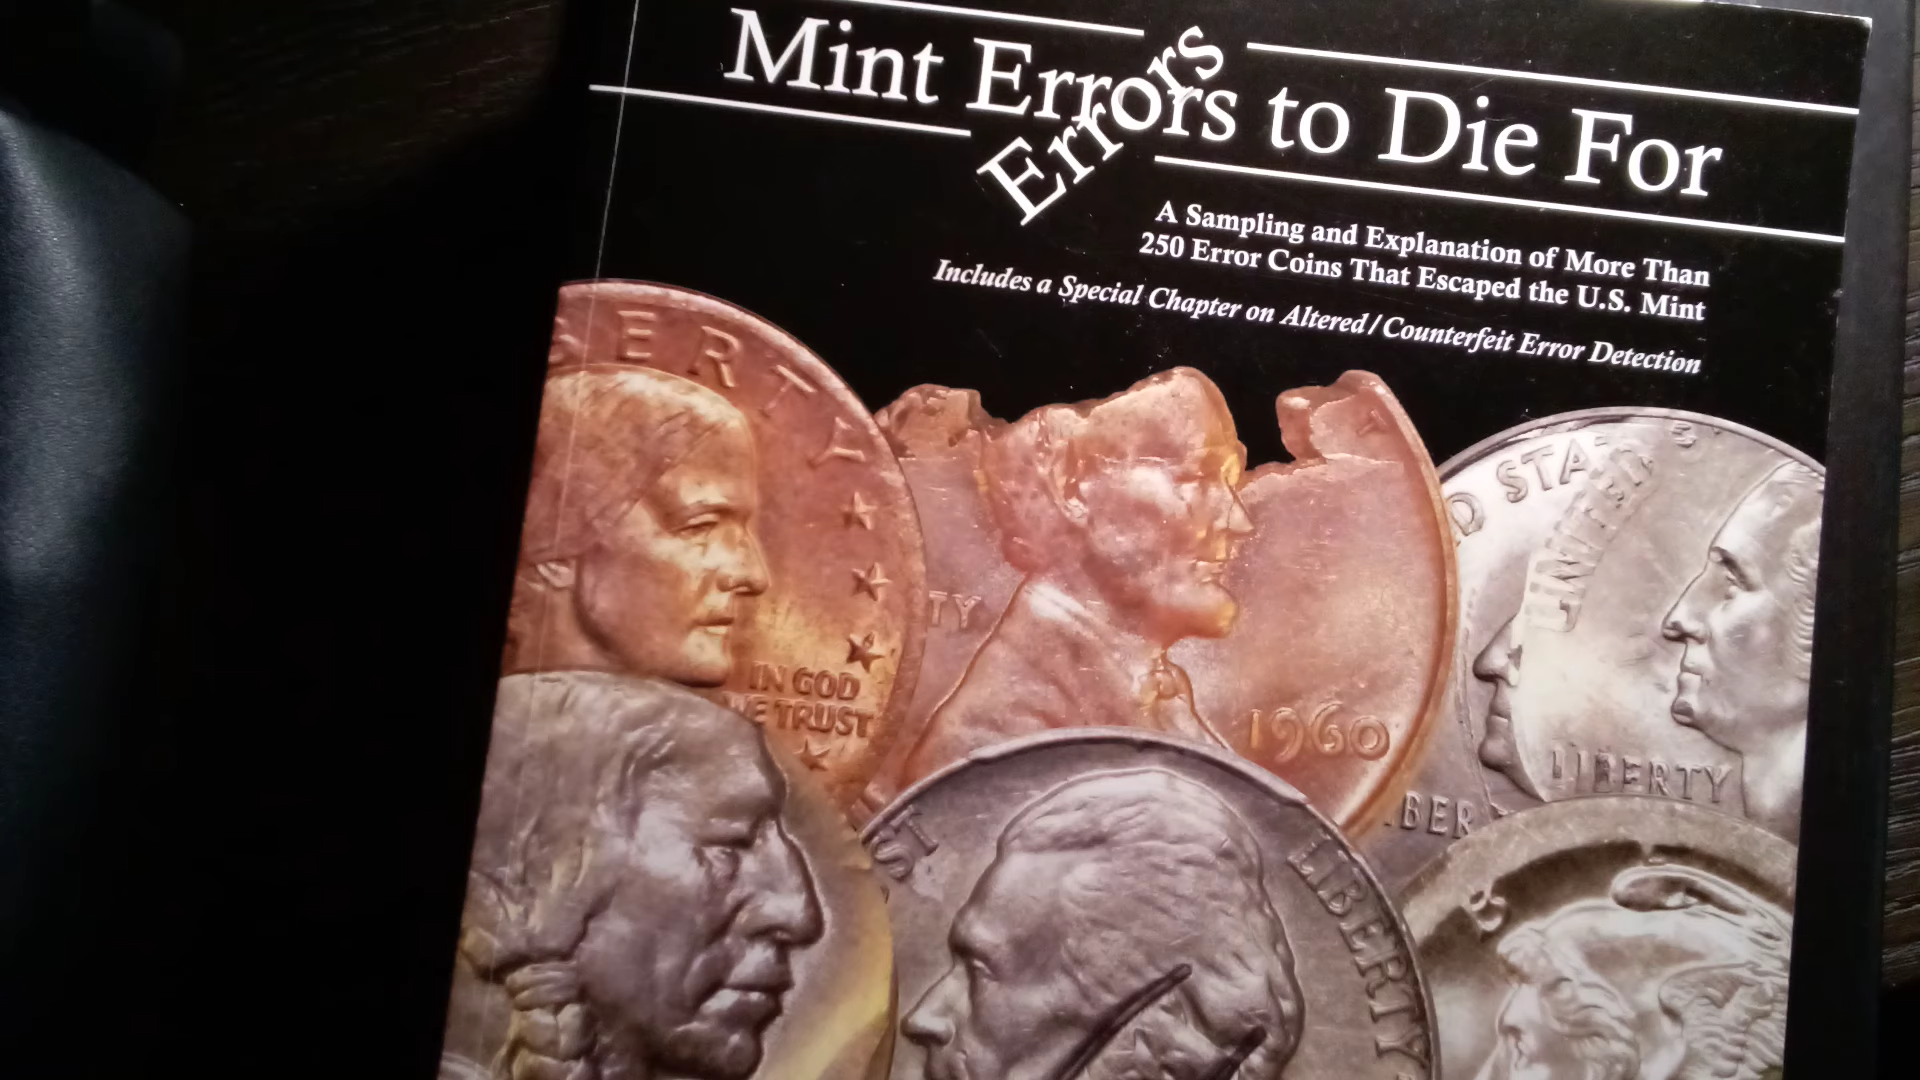 Mint Errors to Die For
Errors
A Sampling and Explanation of More Than
250 Error Coins That Escaped the U.S. Mint
Includes a Special Chapter on Altered/Counterfeit Error Detection
BERTY
IN GOD
WE TRUST
TY
1960
D STA
UNITED
LIBERTY
BER
ST
LIBERTY